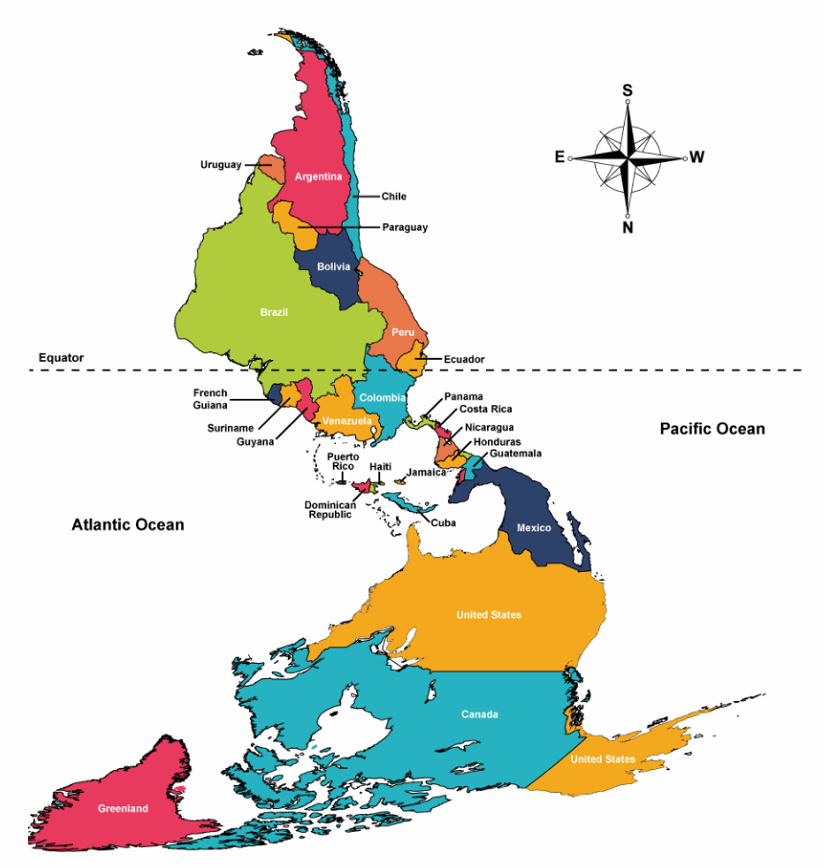 S
E
W
N
Uruguay
Argentina
Chile
Paraguay
Bolivia
Brazil
Peru
Equator
Ecuador
French
Guiana
Colombia
Panama
Costa Rica
Suriname
Venezuela
Nicaragua
Guyana
Honduras
Guatemala
Pacific Ocean
Puerto
Rico
Haiti
Jamaica
Dominican
Republic
Cuba
Atlantic Ocean
Mexico
United States
Canada
United States
Greenland